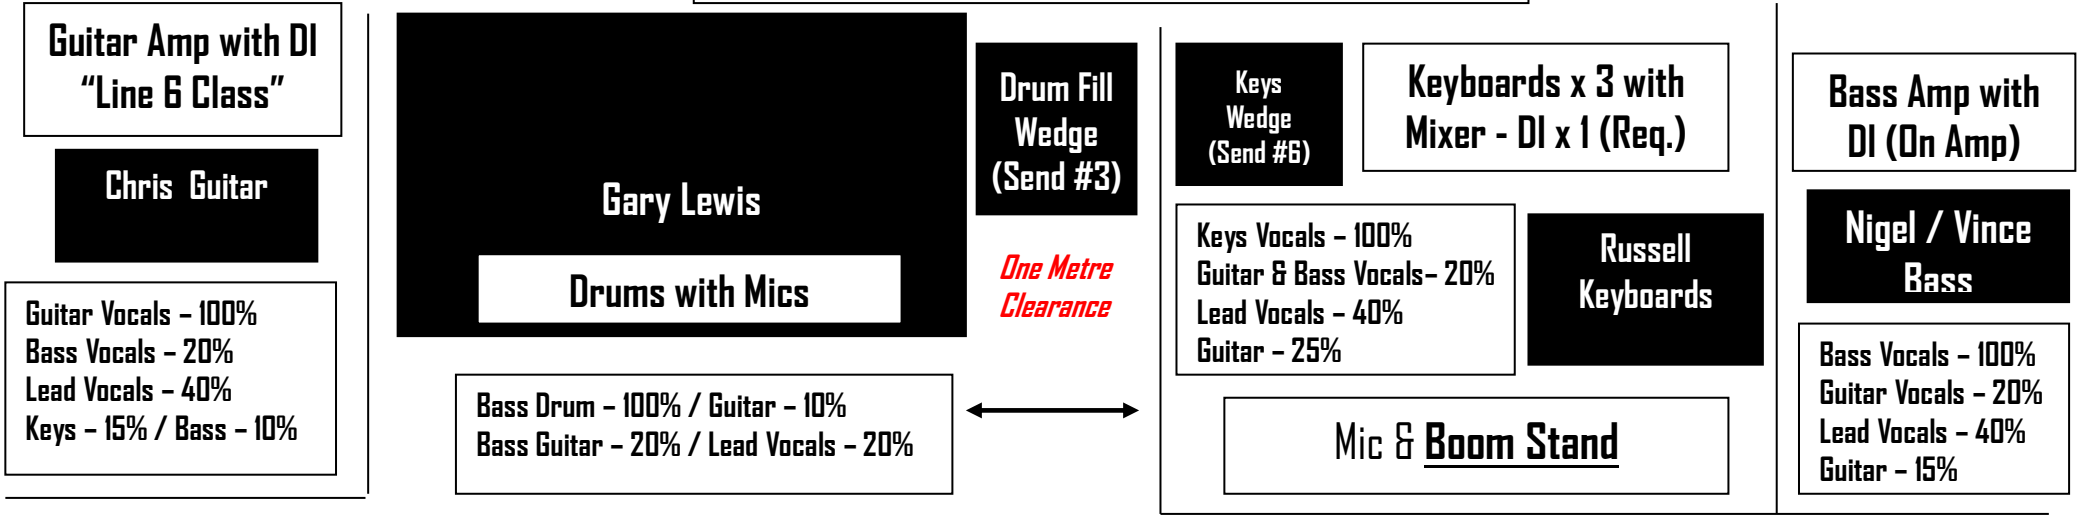 Guitar Amp with DI
“Line 6 Class”
Chris Guitar
Guitar Vocals – 100%
Bass Vocals – 20%
Lead Vocals – 40%
Keys – 15% / Bass – 10%
Gary Lewis
Drums with Mics
Bass Drum – 100% / Guitar – 10%
Bass Guitar – 20% / Lead Vocals – 20%
Drum Fill
Wedge
(Send #3)
One Metre
Clearance
Keys
Wedge
(Send #6)
Keyboards x 3 with
Mixer - DI x 1 (Req.)
Keys Vocals – 100%
Guitar & Bass Vocals– 20%
Lead Vocals – 40%
Guitar – 25%
Russell
Keyboards
Mic & Boom Stand
Bass Amp with
DI (On Amp)
Nigel / Vince
Bass
Bass Vocals – 100%
Guitar Vocals – 20%
Lead Vocals – 40%
Guitar – 15%